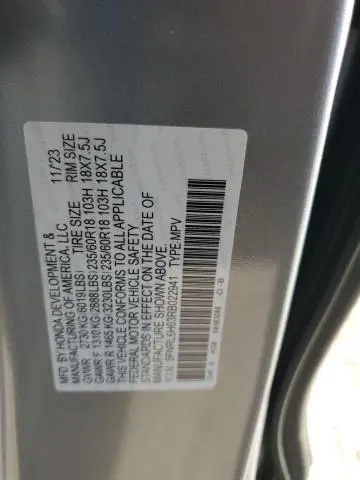 MFD. BY HONDA DEVELOPMENT & 11/23
MANUFACTURING OF AMERICA, LLC
TIRE SIZE RIM SIZE
GVWR 2730KG(6019LBS)
GAWR F 1310KG(2888LBS) 235/60R18 103H 18X7.5J
GAWR R 1465KG(3230LBS) 235/60R18 103H 18X7.5J
THIS VEHICLE CONFORMS TO ALL APPLICABLE
FEDERAL MOTOR VEHICLE SAFETY
STANDARDS IN EFFECT ON THE DATE OF
MANUFACTURE SHOWN ABOVE.
V.I.N. TYPE:MPV
-D -B